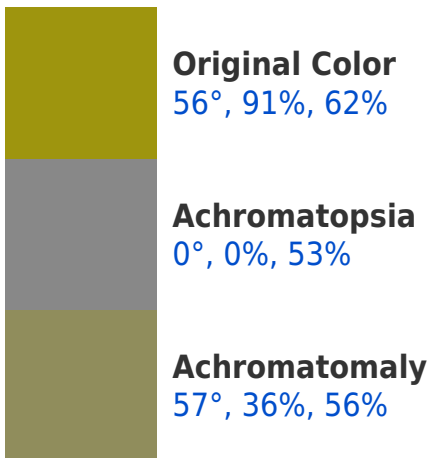 Original Color
56°, 91%, 62%
Achromatopsia
0°, 0%, 53%
Achromatomaly
57°, 36%, 56%